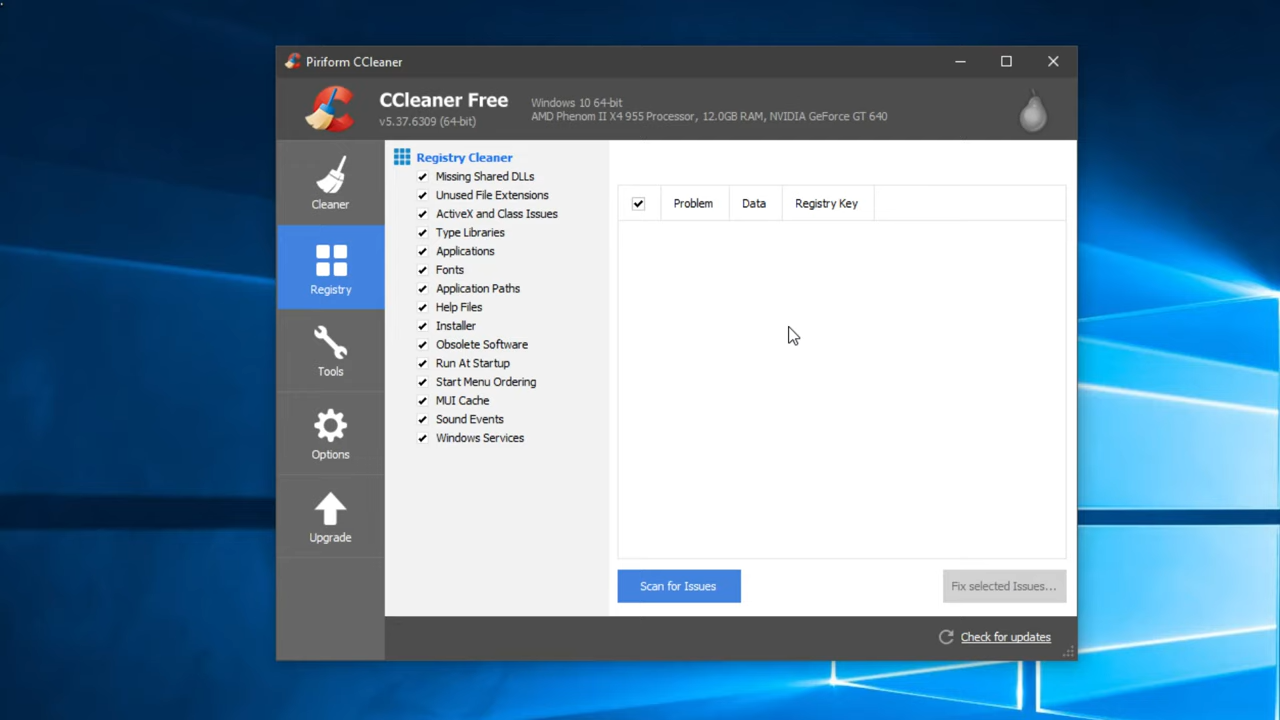 Piriform CCleaner
CCleaner Free
v5.37.6309 (64-bit)
Windows 10 64-bit
AMD Phenom II X4 955 Processor, 12.0GB RAM, NVIDIA GeForce GT 640
Cleaner
Registry
Tools
Options
Upgrade
Registry Cleaner
Missing Shared DLLs
Unused File Extensions
ActiveX and Class Issues
Type Libraries
Applications
Fonts
Application Paths
Help Files
Installer
Obsolete Software
Run At Startup
Start Menu Ordering
MUI Cache
Sound Events
Windows Services
Problem Data Registry Key
Scan for Issues
Fix selected Issues...
Check for updates